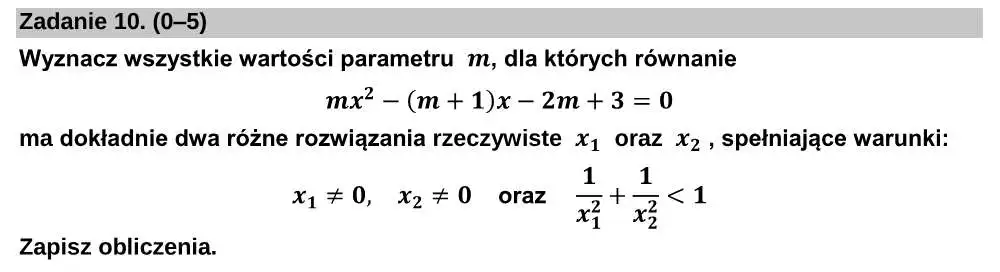 Zadanie 10. (0–5)
Wyznacz wszystkie wartości parametru m, dla których równanie
mx² − (m + 1)x − 2m + 3 = 0
ma dokładnie dwa różne rozwiązania rzeczywiste x₁ oraz x₂ , spełniające warunki:
x₁ ≠ 0, x₂ ≠ 0 oraz 1/x₁² + 1/x₂² < 1
Zapisz obliczenia.